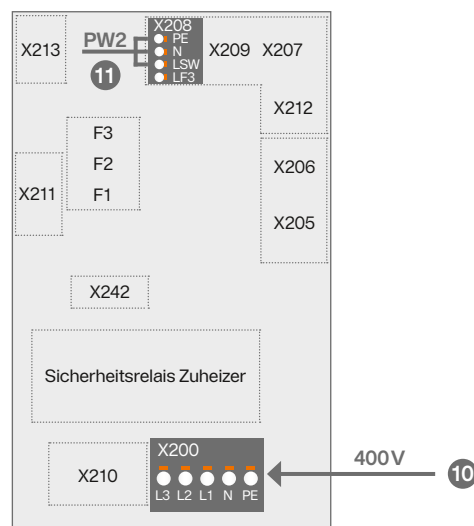 X208
PE
N
LSW
LF3
X213
PW2
11
X209
X207
X212
F3
F2
F1
X206
X211
X205
X242
Sicherheitsrelais Zuheizer
X210
X200
L3 L2 L1 N PE
400V
10